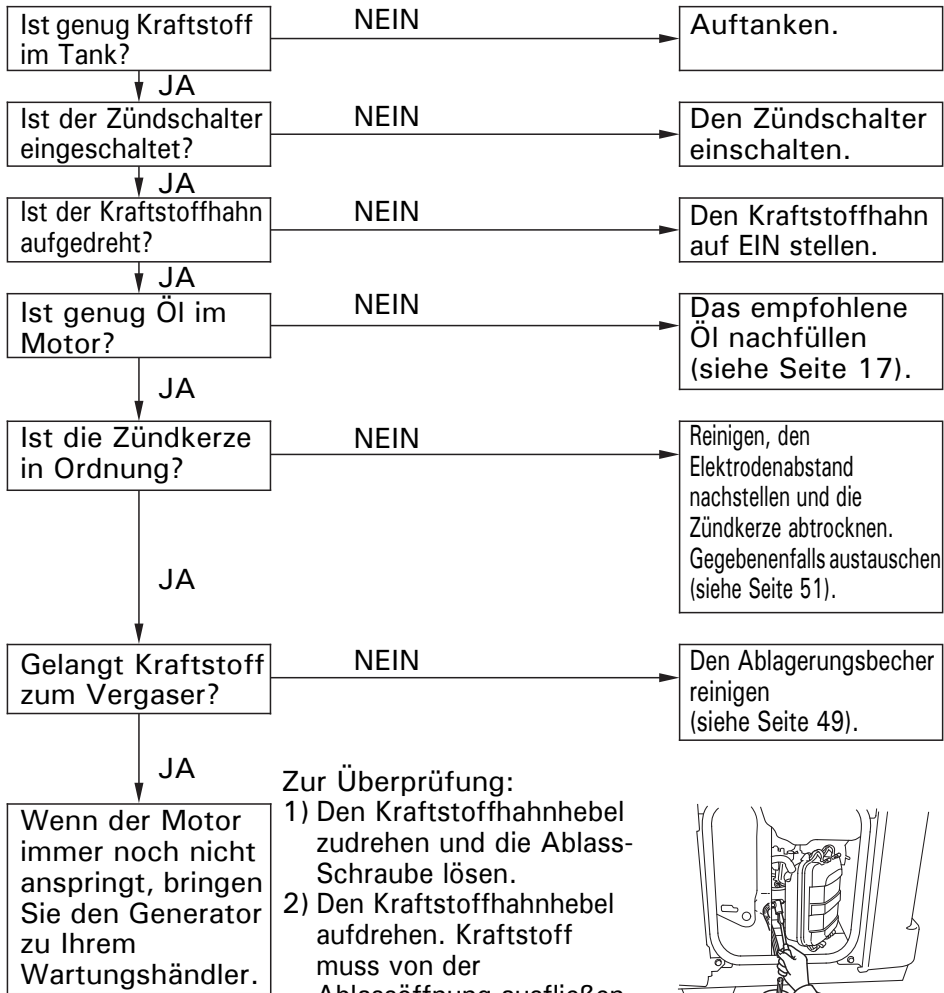 Ist genug Kraftstoff
im Tank?
NEIN
Auftanken.
JA
Ist der Zündschalter
eingeschaltet?
NEIN
Den Zündschalter
einschalten.
JA
Ist der Kraftstoffhahn
aufgedreht?
NEIN
Den Kraftstoffhahn
auf EIN stellen.
JA
Ist genug Öl im
Motor?
NEIN
Das empfohlene
Öl nachfüllen
(siehe Seite 17).
JA
Ist die Zündkerze
in Ordnung?
NEIN
Reinigen, den
Elektrodenabstand
nachstellen und die
Zündkerze abtrocknen.
Gegebenenfalls austauschen
(siehe Seite 51).
JA
Gelangt Kraftstoff
zum Vergaser?
NEIN
Den Ablagerungsbecher
reinigen
(siehe Seite 49).
JA
Wenn der Motor
immer noch nicht
anspringt, bringen
Sie den Generator
zu Ihrem
Wartungshändler.
Zur Überprüfung:
1) Den Kraftstoffhahnhebel
zudrehen und die Ablass-
Schraube lösen.
2) Den Kraftstoffhahnhebel
aufdrehen. Kraftstoff
muss von der
Ablassöffnung ausfließen